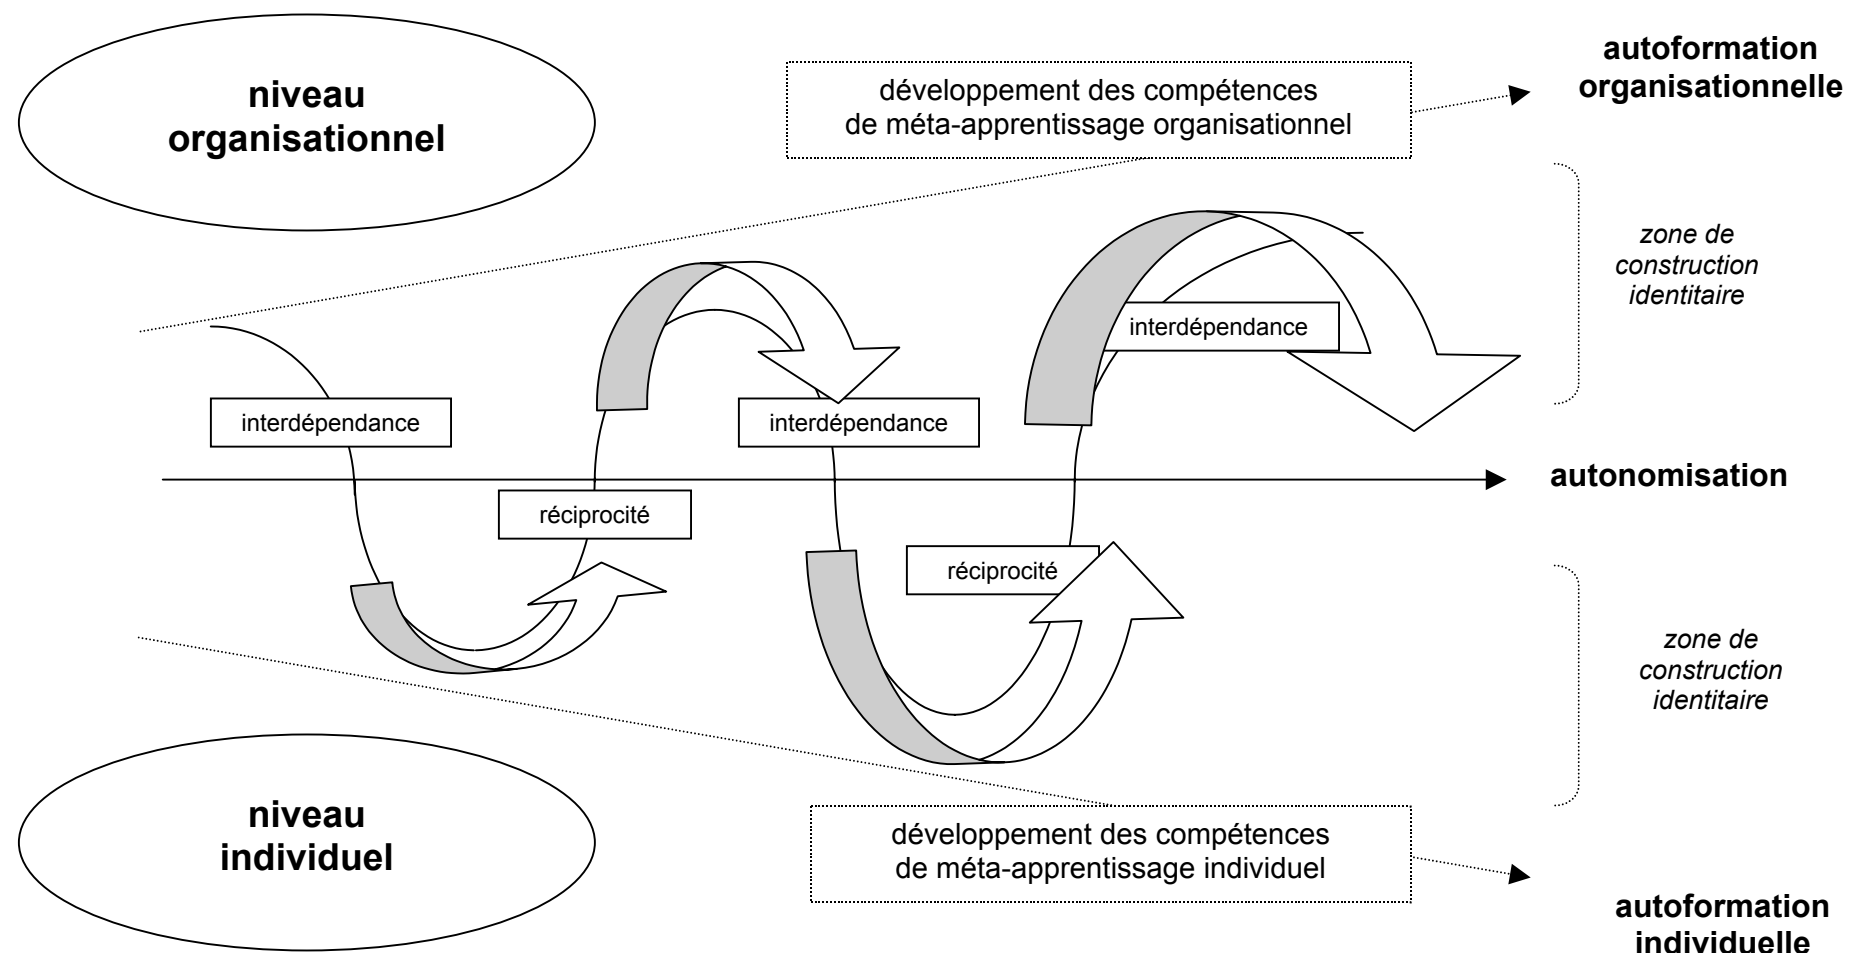 niveau
organisationnel
développement des compétences
de méta-apprentissage organisationnel
autoformation
organisationnelle
zone de
construction
identitaire
interdépendance
interdépendance
interdépendance
autonomisation
réciprocité
réciprocité
zone de
construction
identitaire
niveau
individuel
développement des compétences
de méta-apprentissage individuel
autoformation
individuelle